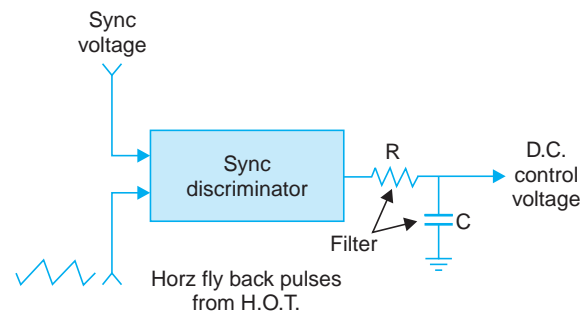 Sync
voltage
Sync
discriminator
R
D.C.
control
voltage
C
Filter
Horz fly back pulses
from H.O.T.